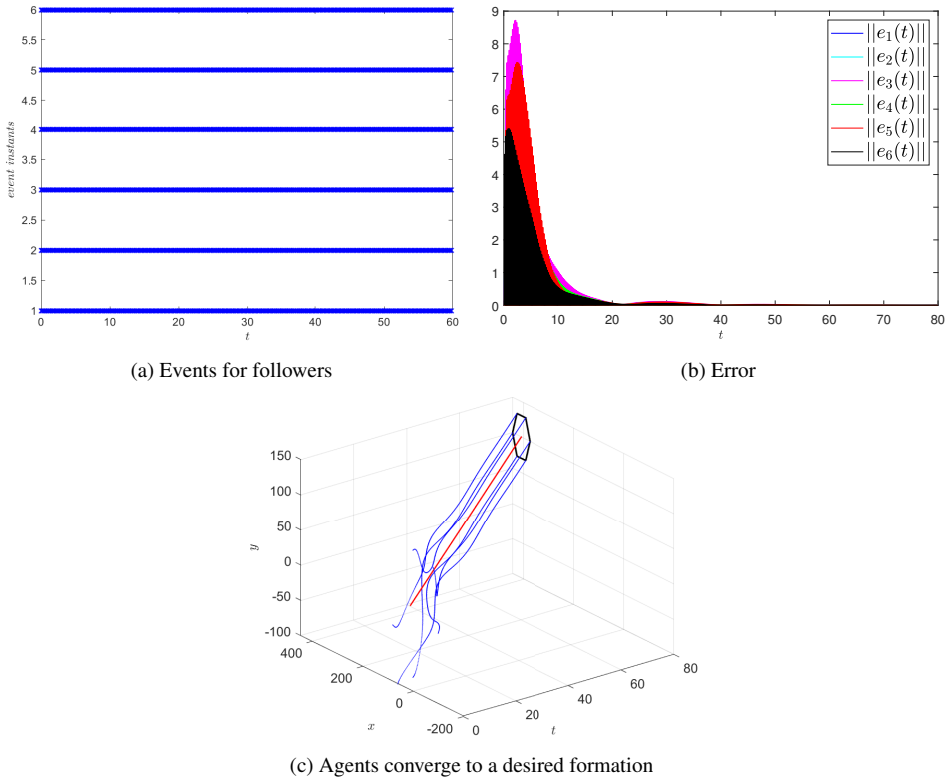 6
5.5
5
4.5
4
3.5
3
2.5
2
1.5
1
event instants
0 10 20 30 40 50 60
t
(a) Events for followers
9
8
7
6
5
4
3
2
1
0
||e₁(t)||
||e₂(t)||
||e₃(t)||
||e₄(t)||
||e₅(t)||
||e₆(t)||
0 10 20 30 40 50 60 70 80
t
(b) Error
150
100
50
0
-50
-100
y
400
200
0
-200
x
0
20
40
60
80
t
(c) Agents converge to a desired formation